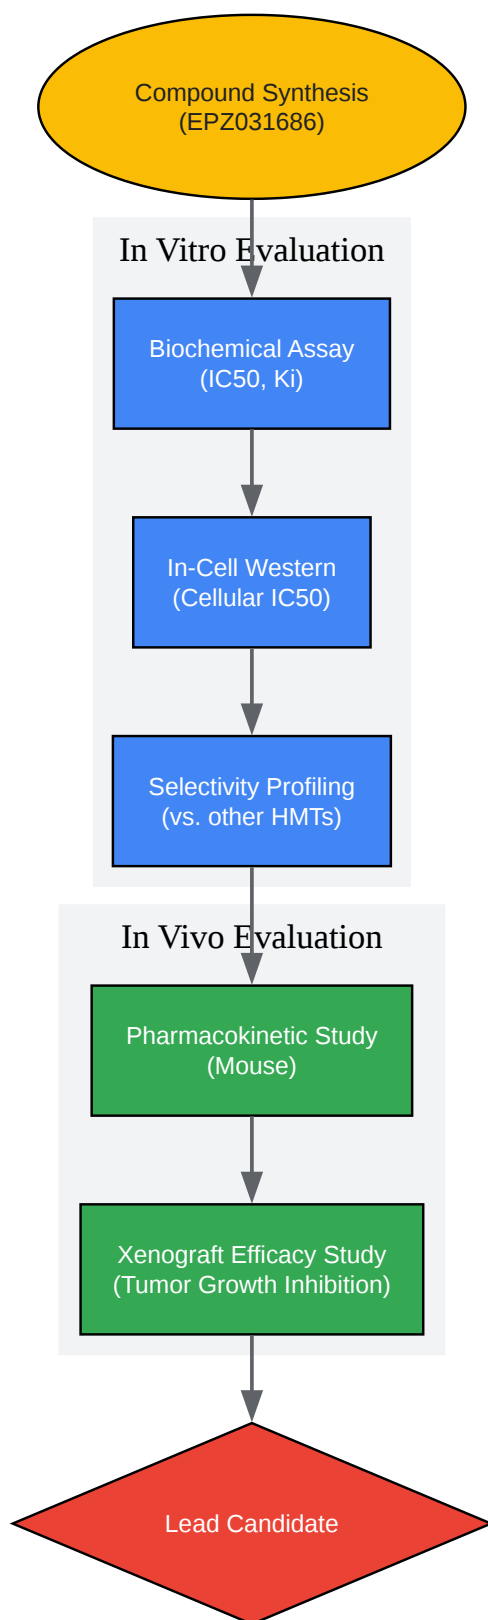 Compound Synthesis
(EPZ031686)
In Vitro Evaluation
Biochemical Assay
(IC50, Ki)
In-Cell Western
(Cellular IC50)
Selectivity Profiling
(vs. other HMTs)
In Vivo Evaluation
Pharmacokinetic Study
(Mouse)
Xenograft Efficacy Study
(Tumor Growth Inhibition)
Lead Candidate